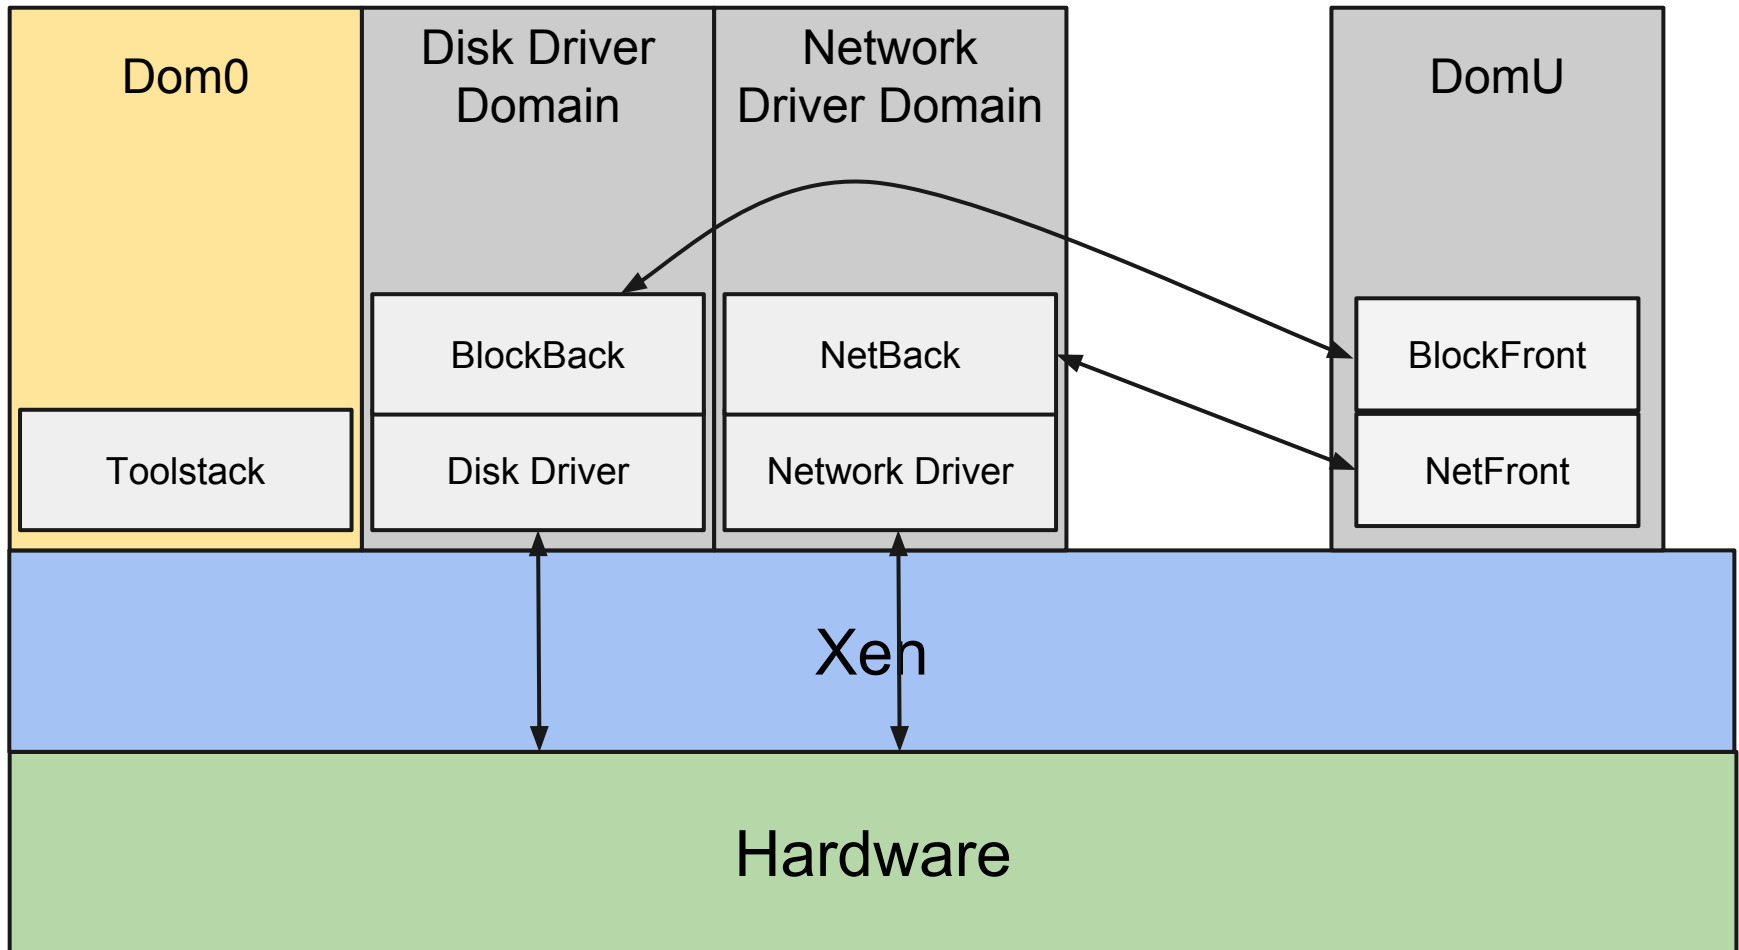 Dom0
Disk Driver
Domain
Network
Driver Domain
DomU
BlockBack
NetBack
BlockFront
Toolstack
Disk Driver
Network Driver
NetFront
Xen
Hardware